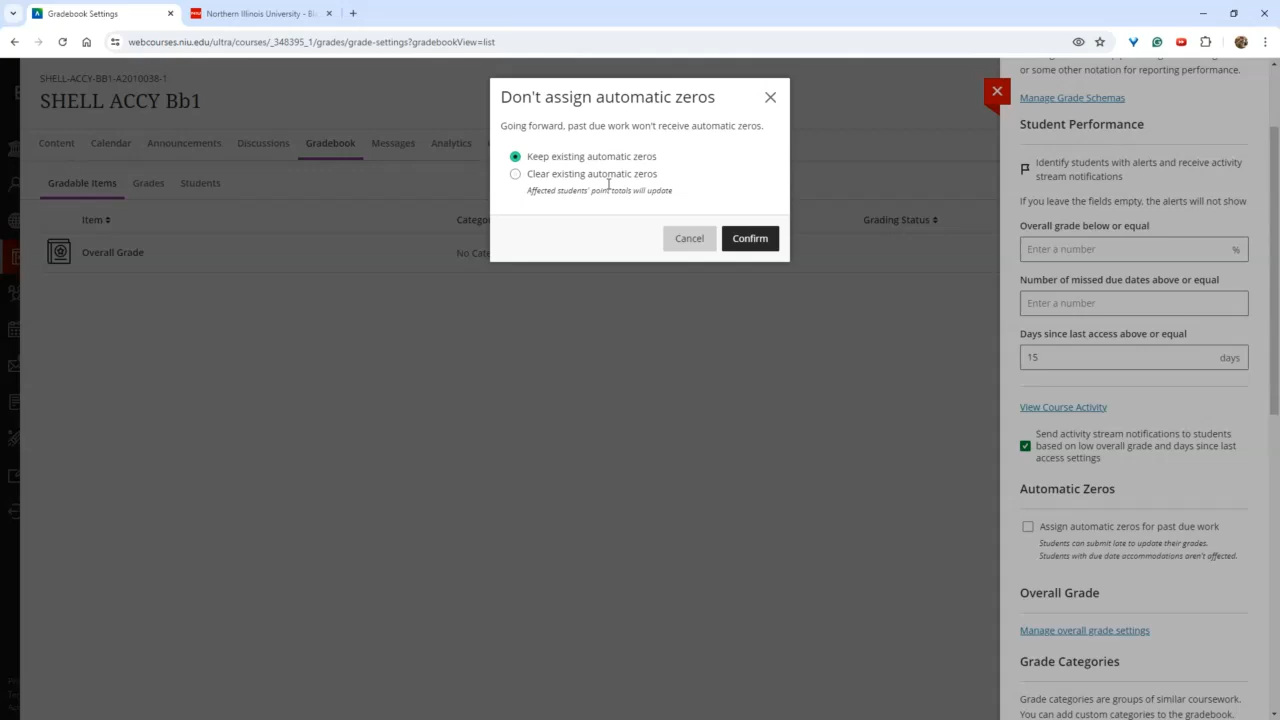 Gradebook Settings
Northern Illinois University - Bl
webcourses.niu.edu/ultra/courses/_348395_1/grades/grade-settings?gradebookView=list
SHELL-ACCY-BB1-A2010038-1
SHELL ACCY Bb1
Content Calendar Announcements Discussions Gradebook Messages Analytics
Gradable Items Grades Students
Item Grading Status
Overall Grade
Don't assign automatic zeros
Going forward, past due work won't receive automatic zeros.
Keep existing automatic zeros
Clear existing automatic zeros
Affected students' point totals will update
Cancel Confirm
or some other notation for reporting performance.
Manage Grade Schemas
Student Performance
Identify students with alerts and receive activity
stream notifications
If you leave the fields empty, the alerts will not show
Overall grade below or equal
Enter a number %
Number of missed due dates above or equal
Enter a number
Days since last access above or equal
15 days
View Course Activity
Send activity stream notifications to students
based on low overall grade and days since last
access settings
Automatic Zeros
Assign automatic zeros for past due work
Students can submit late to update their grades.
Students with due date accommodations aren't affected.
Overall Grade
Manage overall grade settings
Grade Categories
Grade categories are groups of similar coursework.
You can add custom categories to the gradebook.